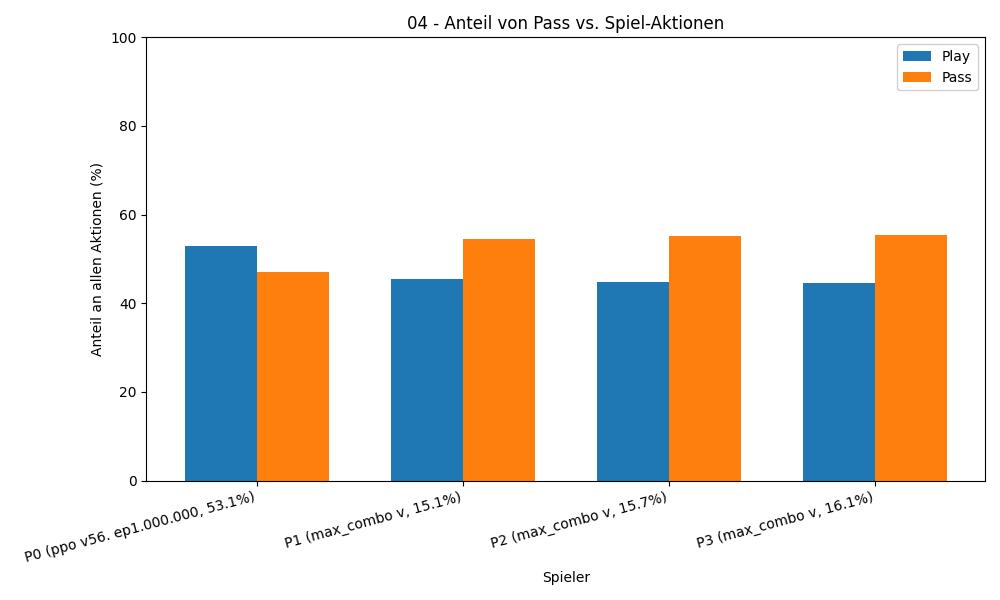 04 - Anteil von Pass vs. Spiel-Aktionen
Play
Pass
Anteil an allen Aktionen (%)
100
80
60
40
20
0
P0 (ppo v56. ep1.000.000, 53.1%)
P1 (max_combo v, 15.1%)
P2 (max_combo v, 15.7%)
P3 (max_combo v, 16.1%)
Spieler